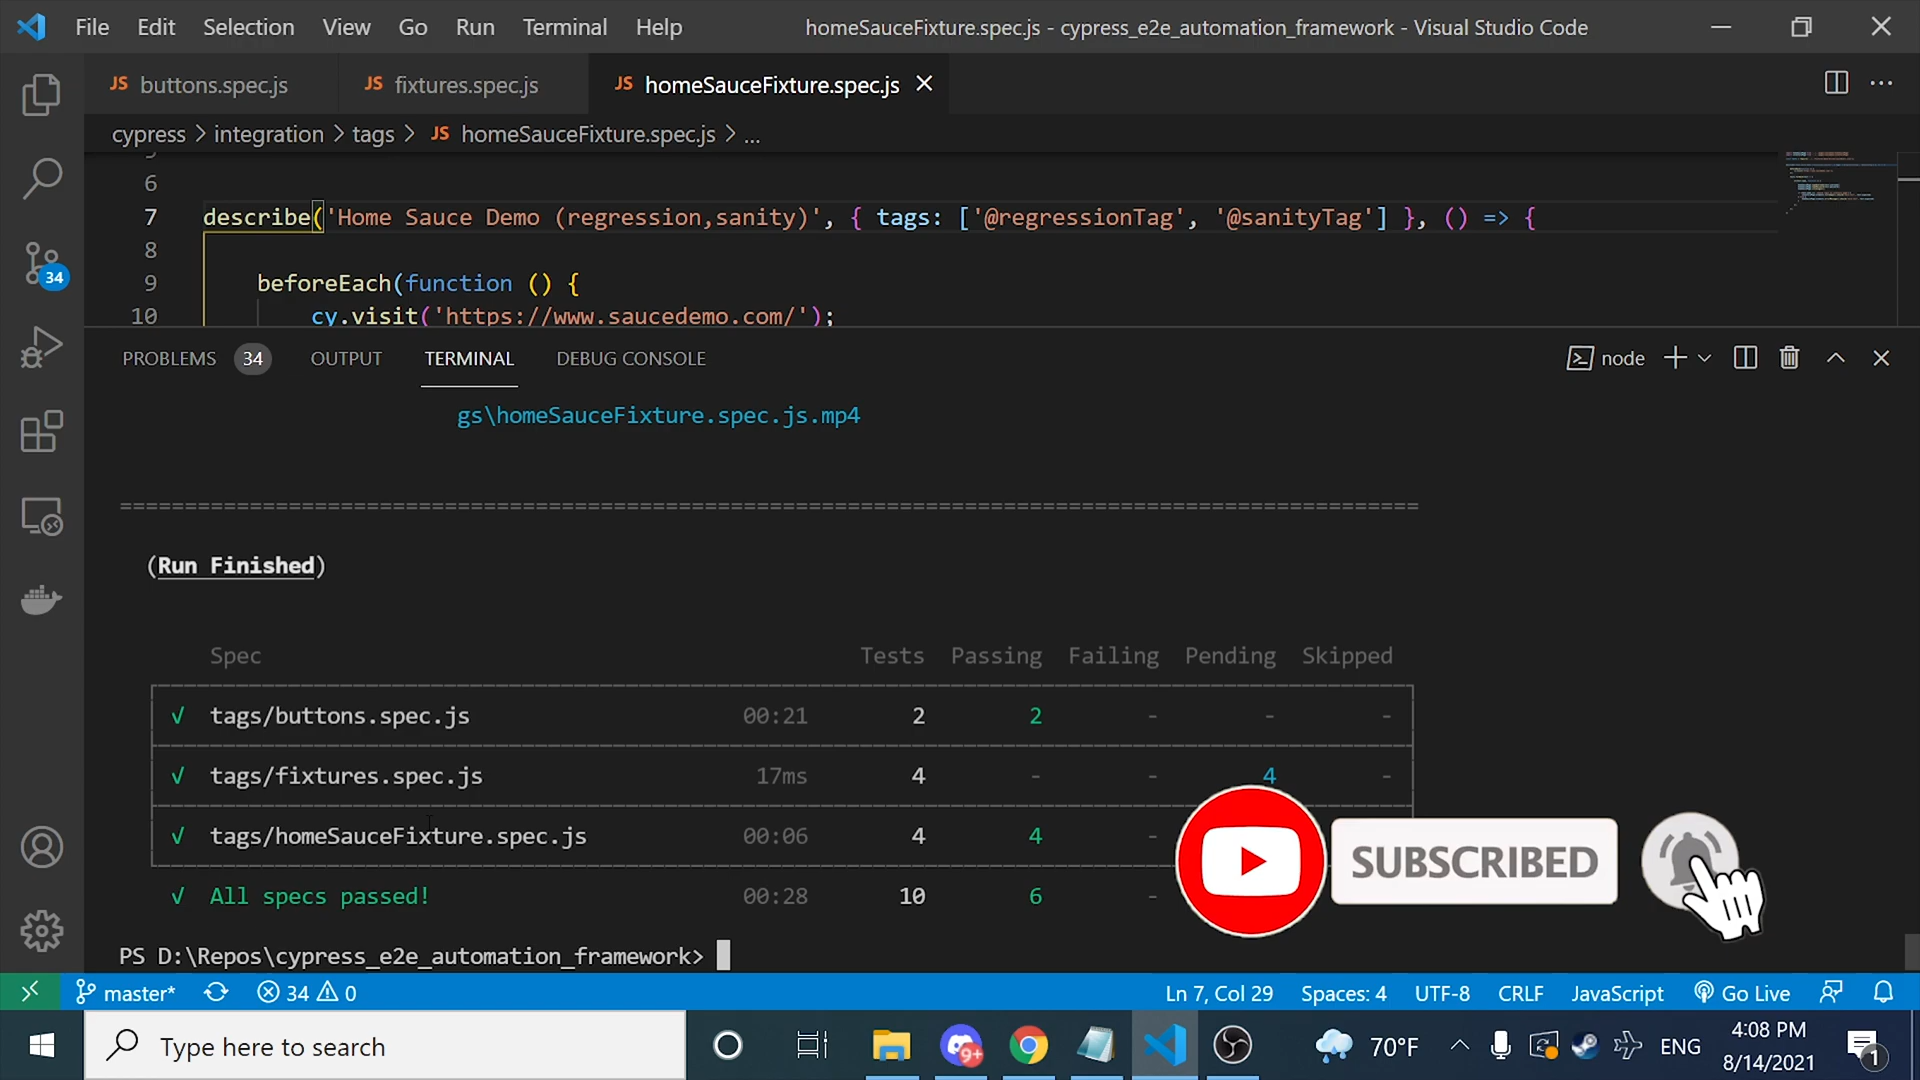 File Edit Selection View Go Run Terminal Help homeSauceFixture.spec.js - cypress_e2e_automation_framework - Visual Studio Code
JS buttons.spec.js JS fixtures.spec.js JS homeSauceFixture.spec.js
cypress > integration > tags > JS homeSauceFixture.spec.js > ...
6
7 describe('Home Sauce Demo (regression,sanity)', { tags: ['@regressionTag', '@sanityTag'] }, () => {
8
9 beforeEach(function () {
10 cy.visit('https://www.saucedemo.com/');
34
PROBLEMS 34 OUTPUT TERMINAL DEBUG CONSOLE node
gs\homeSauceFixture.spec.js.mp4
(Run Finished)
Spec Tests Passing Failing Pending Skipped
√ tags/buttons.spec.js 00:21 2 2 - - -
√ tags/fixtures.spec.js 17ms 4 - - 4 -
√ tags/homeSauceFixture.spec.js 00:06 4 4 -
√ All specs passed! 00:28 10 6 -
SUBSCRIBED
PS D:\Repos\cypress_e2e_automation_framework>
master* 34 0 Ln 7, Col 29 Spaces: 4 UTF-8 CRLF JavaScript Go Live
Type here to search 9+ 70°F ENG 4:08 PM
8/14/2021 1